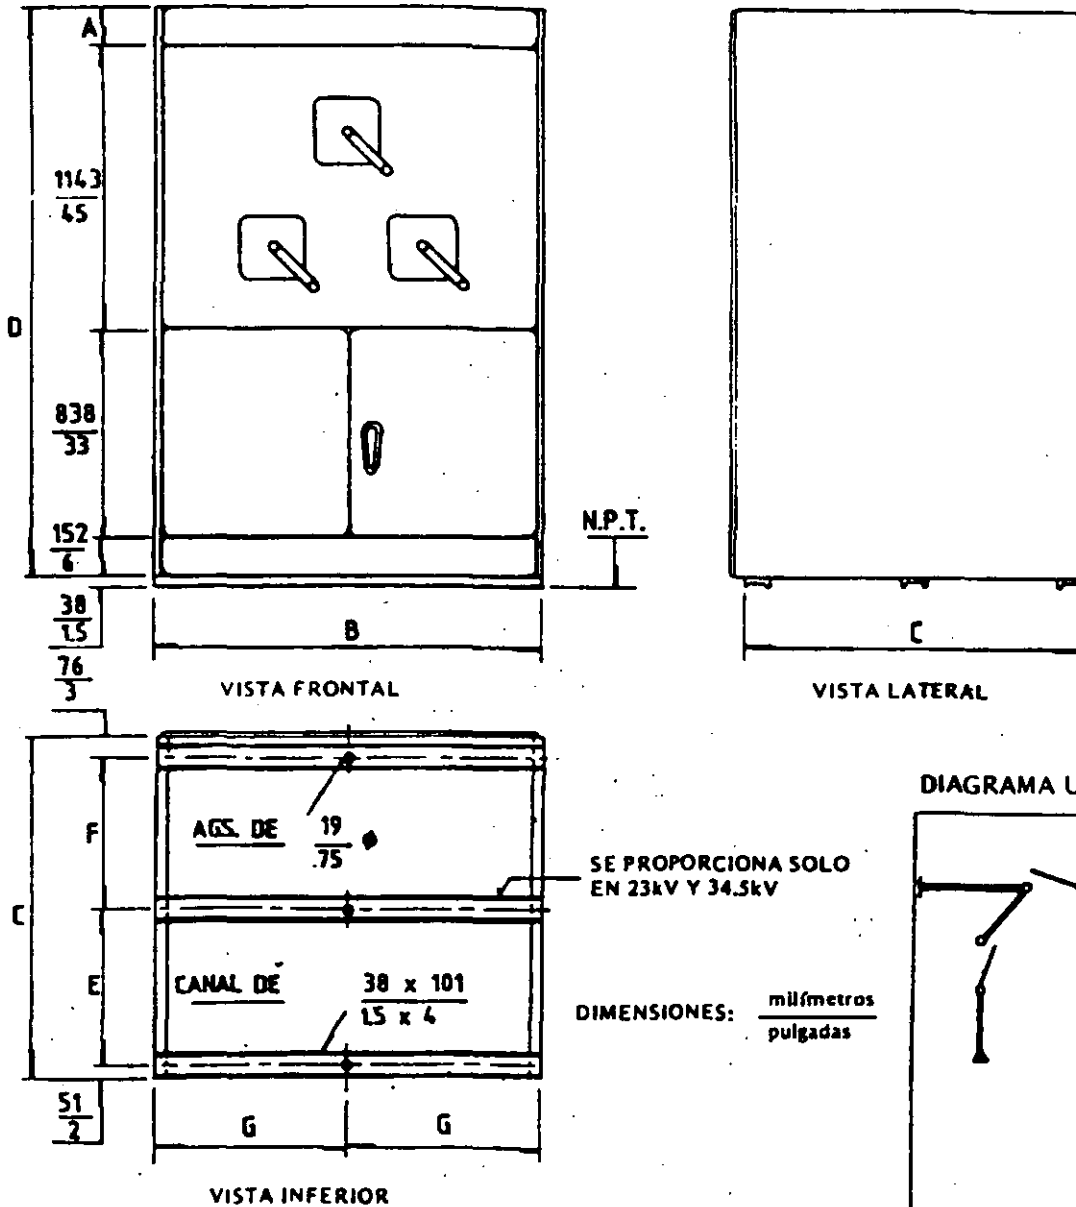 A
1143
45
D
838
33
152
6
N.P.T.
38
1.5
B
C
76
3
VISTA FRONTAL
VISTA LATERAL
DIAGRAMA U
F
AGS. DE 19
.75
SE PROPORCIONA SOLO
EN 23kV Y 34.5kV
C
E
CANAL DE 38 x 101
1.5 x 4
DIMENSIONES: milímetros
pulgadas
51
2
G
G
VISTA INFERIOR